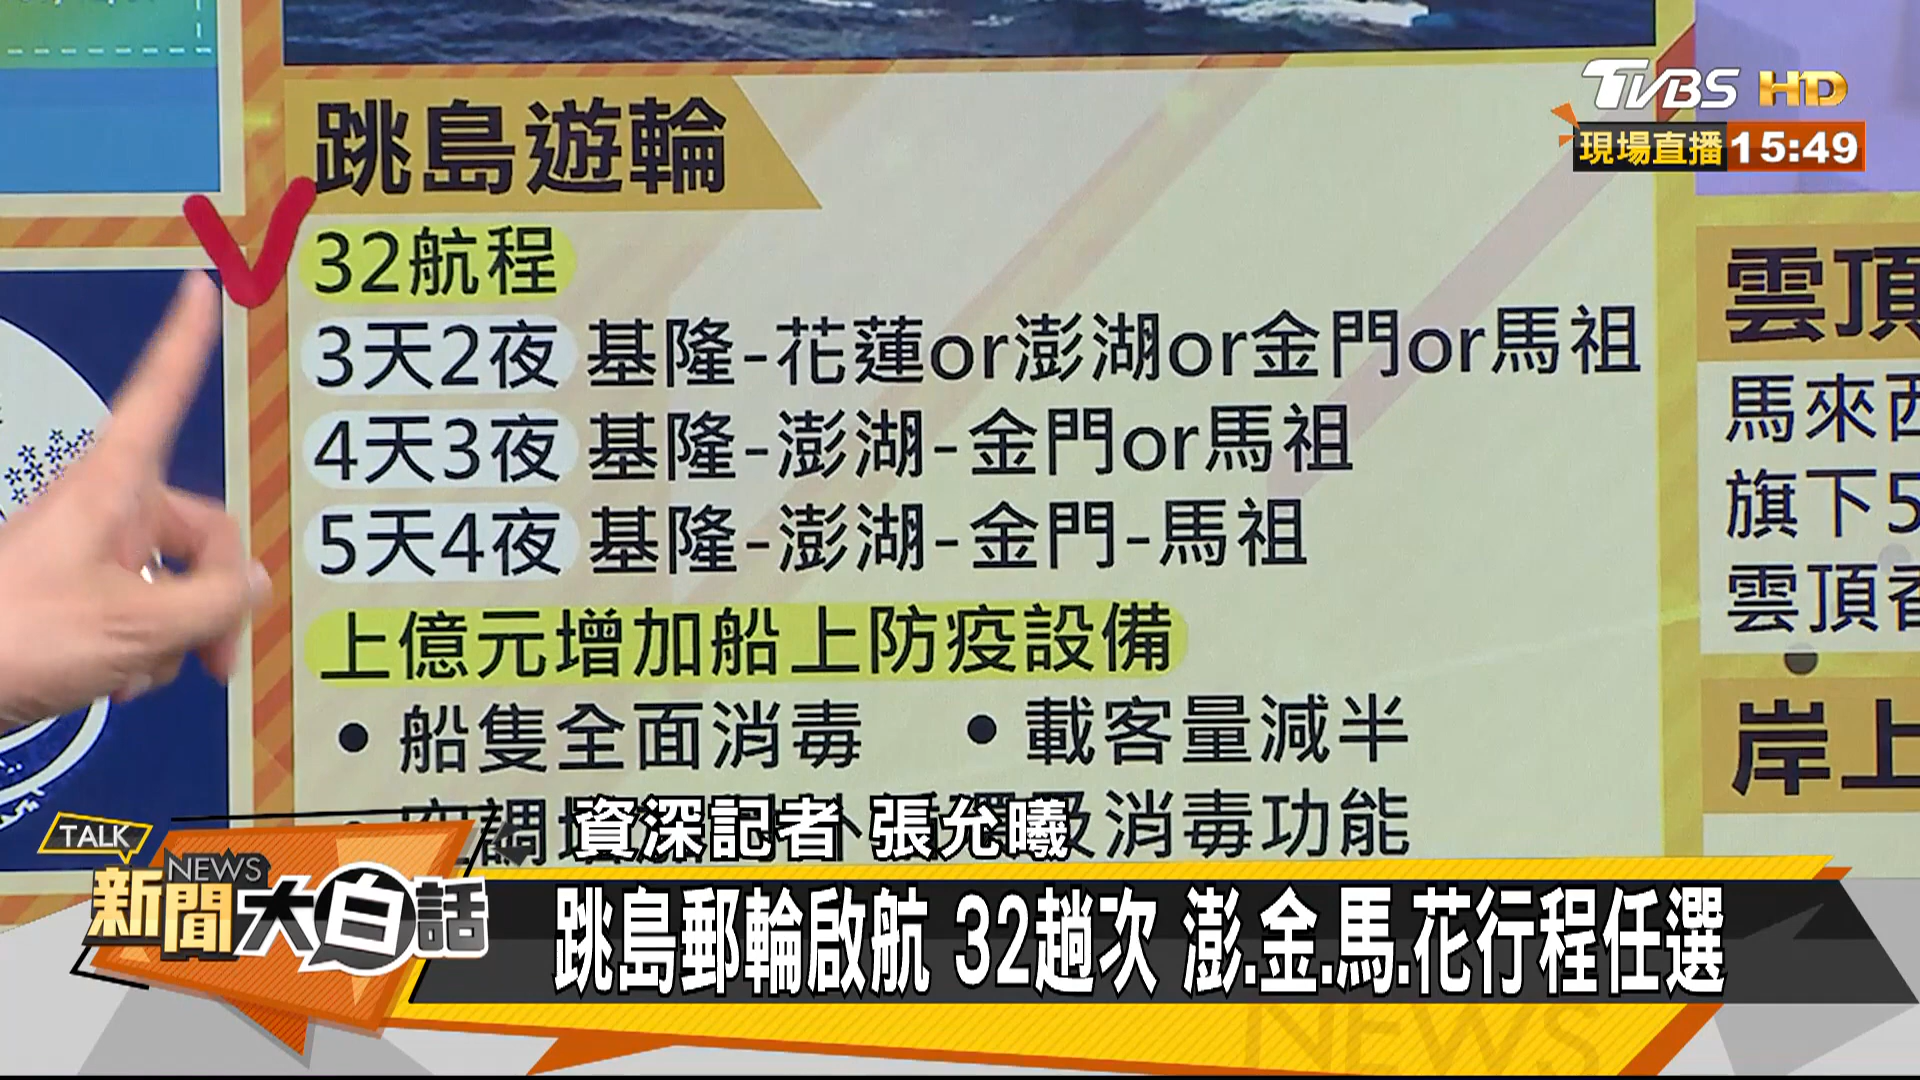 TVBS HD
現場直播 15:49
跳島遊輪
32航程
3天2夜 基隆-花蓮or澎湖or金門or馬祖
4天3夜 基隆-澎湖-金門or馬祖
5天4夜 基隆-澎湖-金門-馬祖
上億元增加船上防疫設備
• 船隻全面消毒 • 載客量減半
消毒功能
雲頂
馬來西
旗下5
雲頂香
岸上
資深記者 張允曦
TALK
NEWS
新聞大白話
跳島郵輪啟航 32趟次 澎.金.馬.花行程任選
NEWS